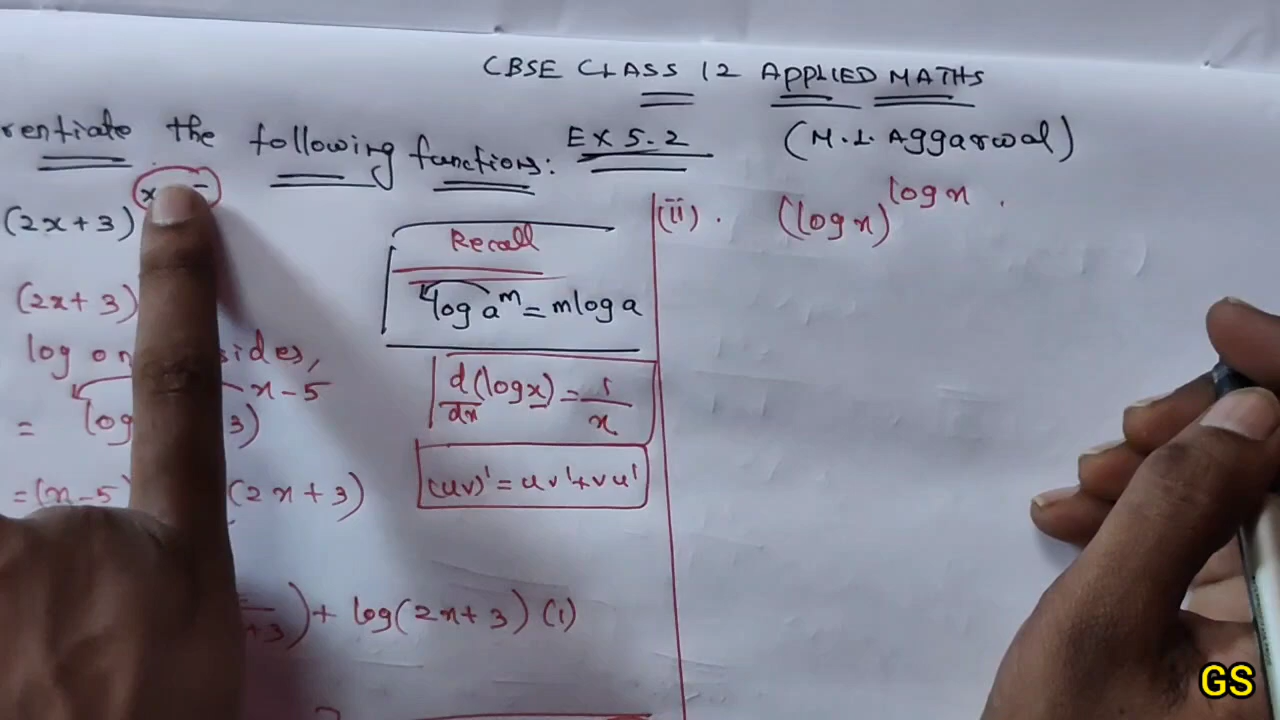 CBSE CLASS 12 APPLIED MATHS
the following functions: EX 5.2 (M.L. Aggarwal)
(2x+3)
(2x+3)
log on
= log
x-5
3)
=(x-5) (2x+3)
)+ log(2x+3) (1)
Recall
log a^m = m log a
d/dx (log x) = 1/x
(uv)' = uv' + vu'
(ii). (log x)^log x .
GS